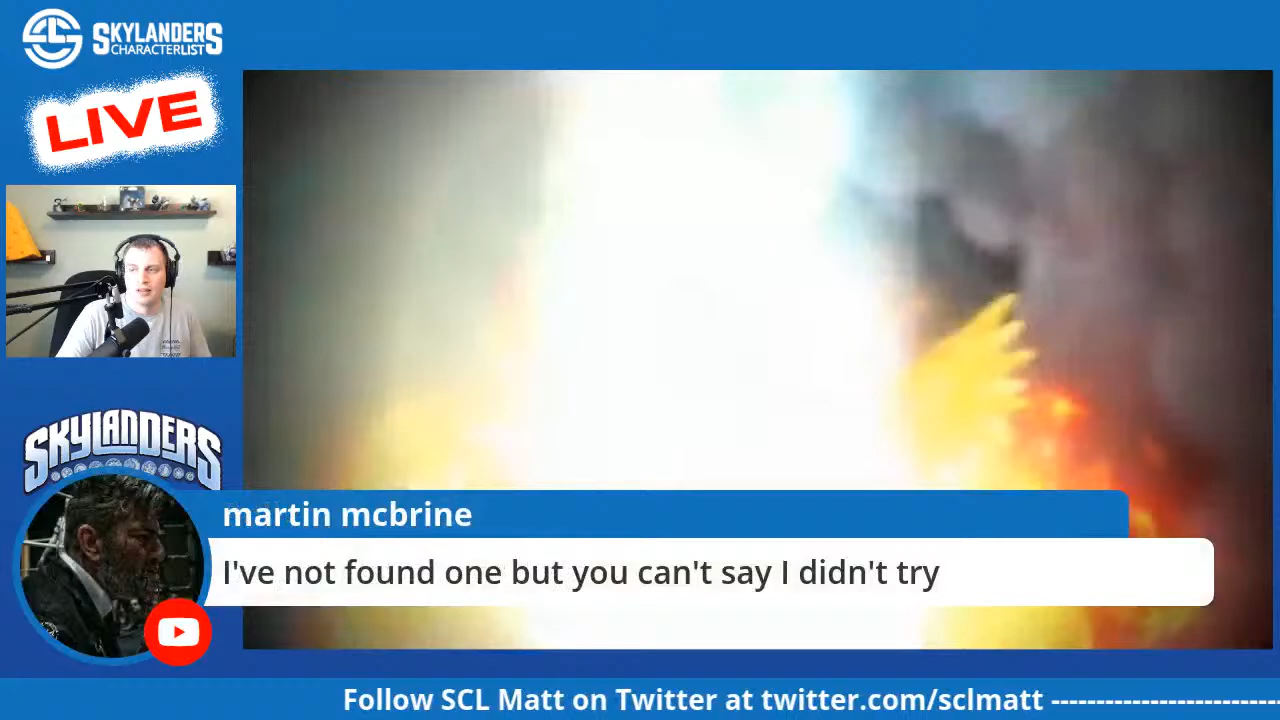 SKYLANDERS
CHARACTERLIST
LIVE
SKYLANDERS
martin mcbrine
I've not found one but you can't say I didn't try
Follow SCL Matt on Twitter at twitter.com/sclmatt -------------------------